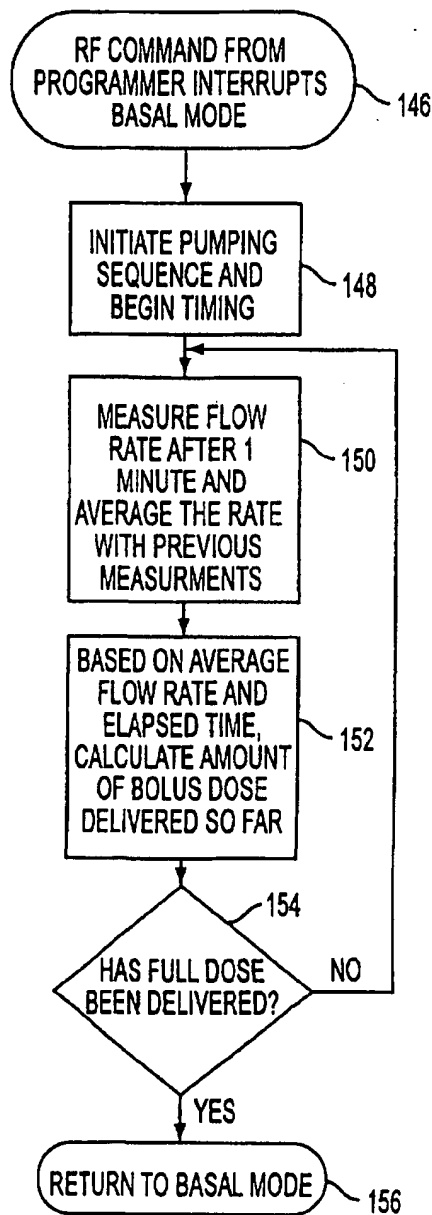 RF COMMAND FROM
PROGRAMMER INTERRUPTS
BASAL MODE
146
INITIATE PUMPING
SEQUENCE AND
BEGIN TIMING
148
MEASURE FLOW
RATE AFTER 1
MINUTE AND
AVERAGE THE RATE
WITH PREVIOUS
MEASURMENTS
150
BASED ON AVERAGE
FLOW RATE AND
ELAPSED TIME,
CALCULATE AMOUNT
OF BOLUS DOSE
DELIVERED SO FAR
152
154
HAS FULL DOSE
BEEN DELIVERED?
NO
YES
RETURN TO BASAL MODE
156